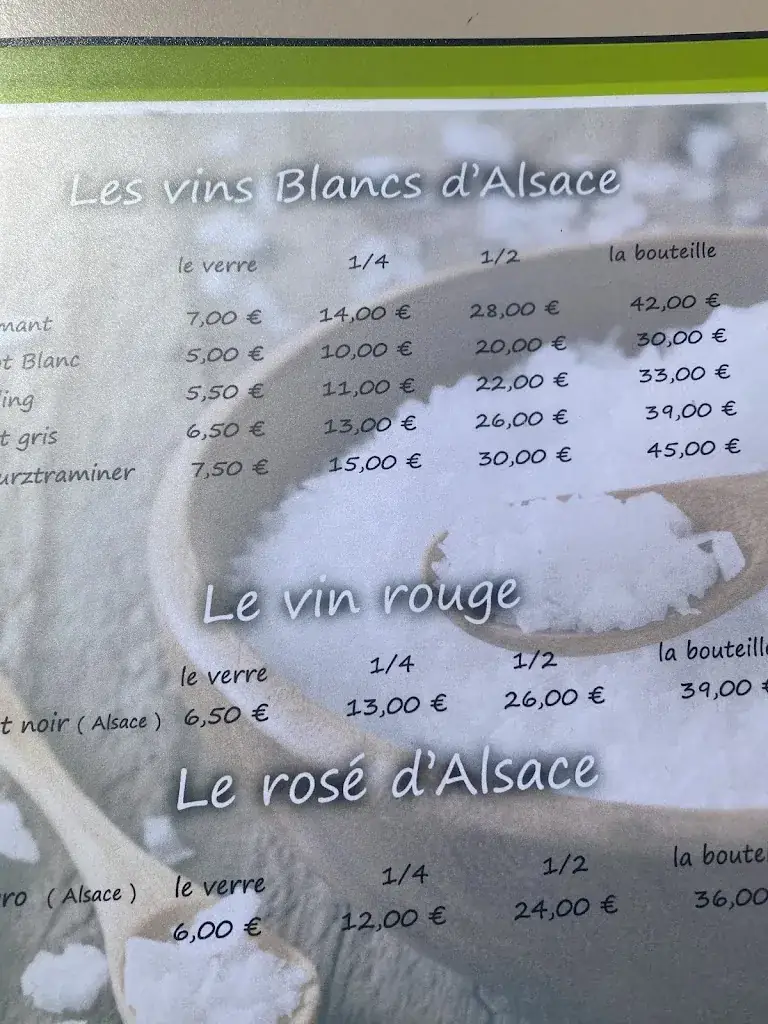 Les vins Blancs d'Alsace
le verre 1/4 1/2 la bouteille
mant 7,00 € 14,00 € 28,00 € 42,00 €
t Blanc 5,00 € 10,00 € 20,00 € 30,00 €
ing 5,50 € 11,00 € 22,00 € 33,00 €
t gris 6,50 € 13,00 € 26,00 € 39,00 €
urztraminer 7,50 € 15,00 € 30,00 € 45,00 €
Le vin rouge
le verre 1/4 1/2 la bouteille
t noir ( Alsace ) 6,50 € 13,00 € 26,00 € 39,00 €
Le rosé d'Alsace
le verre 1/4 1/2 la boute
ro ( Alsace ) 6,00 € 12,00 € 24,00 € 36,00